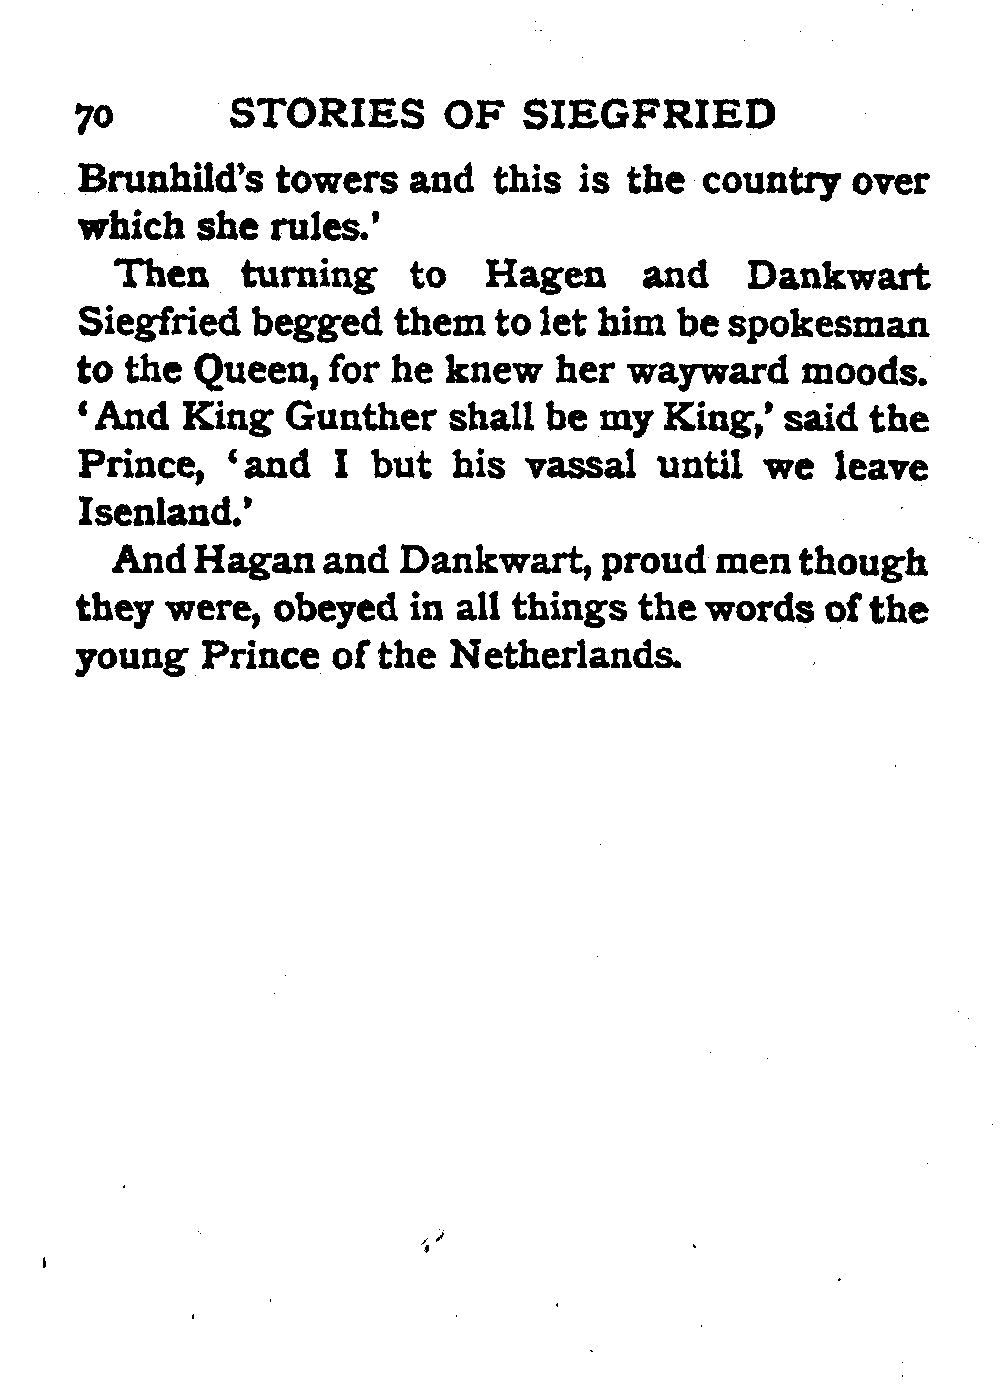 70 STORIES OF SIEGFRIED
Brunhild's towers and this is the country over
which she rules.'
Then turning to Hagen and Dankwart
Siegfried begged them to let him be spokesman
to the Queen, for he knew her wayward moods.
'And King Gunther shall be my King,' said the
Prince, 'and I but his vassal until we leave
Isenland.'
And Hagan and Dankwart, proud men though
they were, obeyed in all things the words of the
young Prince of the Netherlands.